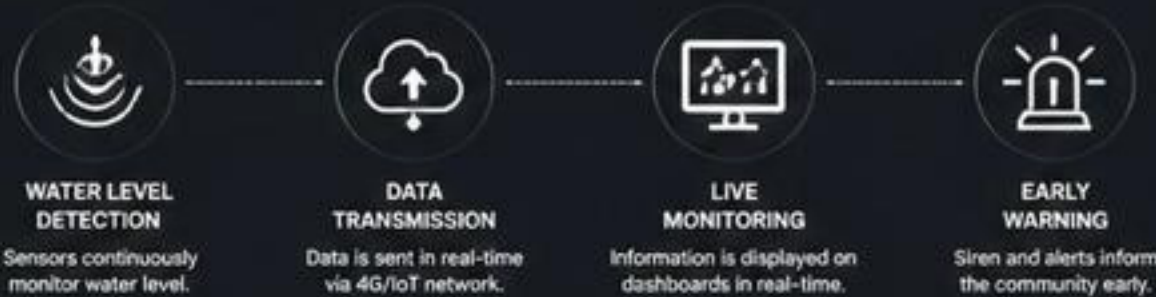 WATER LEVEL
DETECTION
Sensors continuously
monitor water level.
DATA
TRANSMISSION
Data is sent in real-time
via 4G/IoT network.
LIVE
MONITORING
Information is displayed on
dashboards in real-time.
EARLY
WARNING
Siren and alerts inform
the community early.